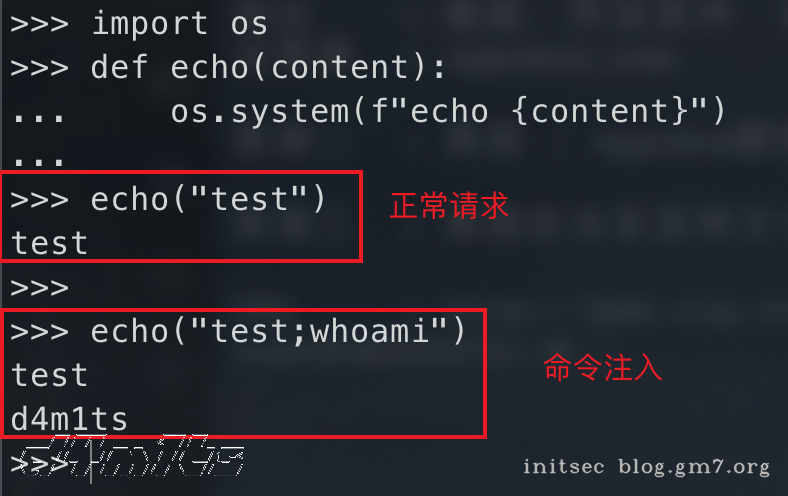 >>> import os
>>> def echo(content):
...     os.system(f"echo {content}")
...
>>> echo("test")
正常请求
test
>>>
>>> echo("test;whoami")
test
命令注入
d4m1ts
>>>
d4m1ts
initsec blog.gm7.org